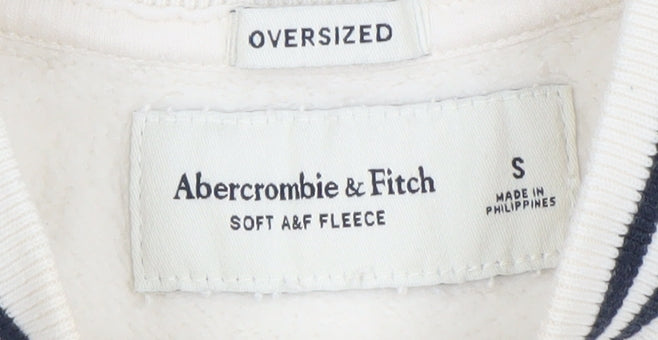 OVERSIZED
Abercrombie & Fitch
SOFT A&F FLEECE
S
MADE IN
PHILIPPINES